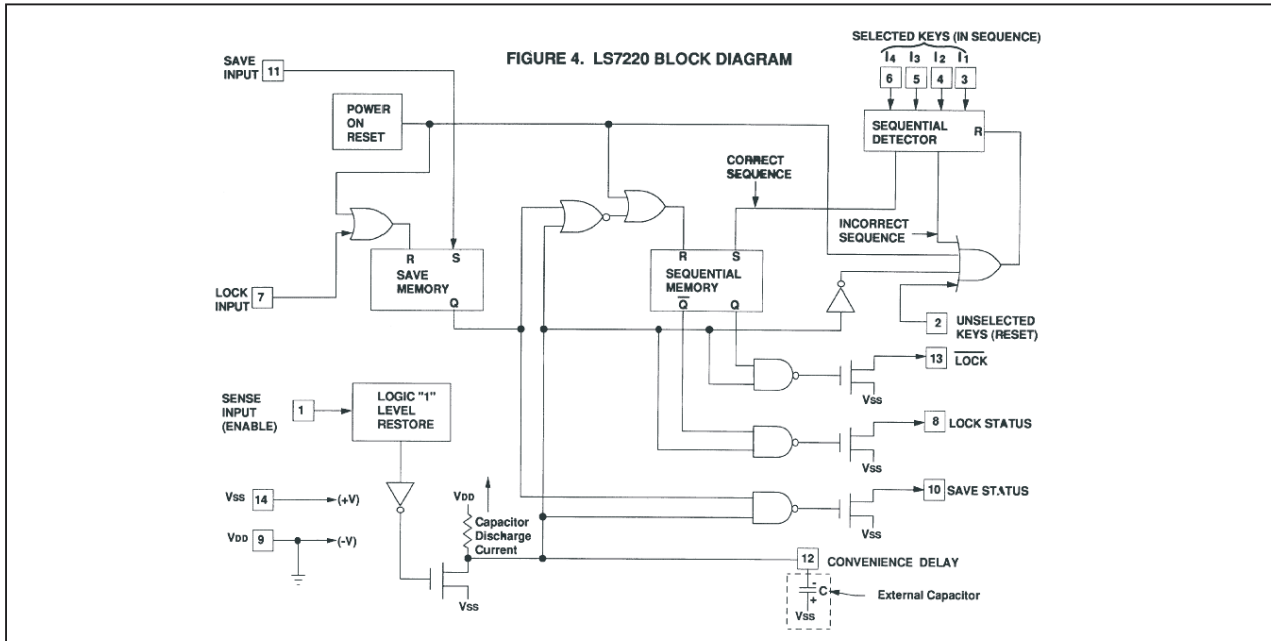 FIGURE 4. LS7220 BLOCK DIAGRAM
SELECTED KEYS (IN SEQUENCE)
I4 I3 I2 I1
6 5 4 3
SAVE
INPUT
11
POWER
ON
RESET
SEQUENTIAL
DETECTOR
R
CORRECT
SEQUENCE
INCORRECT
SEQUENCE
R S
SAVE
MEMORY
Q
R S
SEQUENTIAL
MEMORY
Q Q
LOCK
INPUT
7
2
UNSELECTED
KEYS (RESET)
13
LOCK
VSS
SENSE
INPUT
(ENABLE)
1
LOGIC "1"
LEVEL
RESTORE
8
LOCK STATUS
VSS
10
SAVE STATUS
VSS
VSS 14 (+V)
VDD 9 (-V)
VDD
Capacitor
Discharge
Current
VSS
12
CONVENIENCE DELAY
-
C
+
VSS
External Capacitor